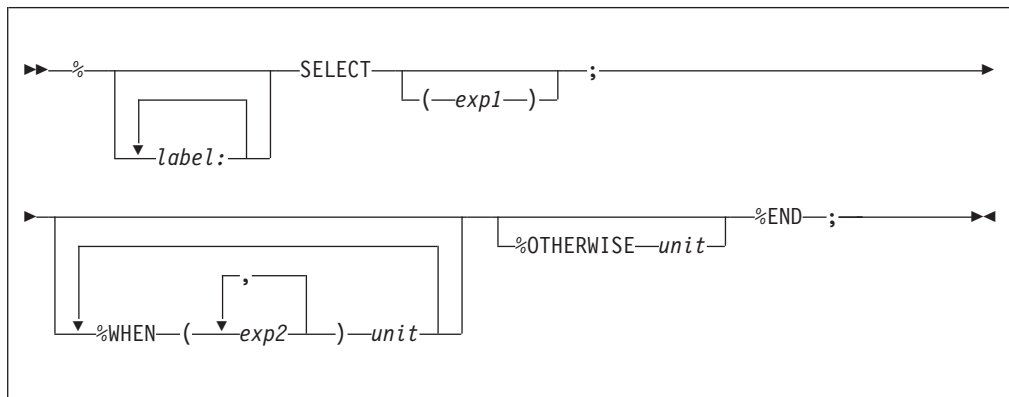 % SELECT ;
( exp1 )
label:
%END ;
%OTHERWISE unit
,
%WHEN ( exp2 ) unit